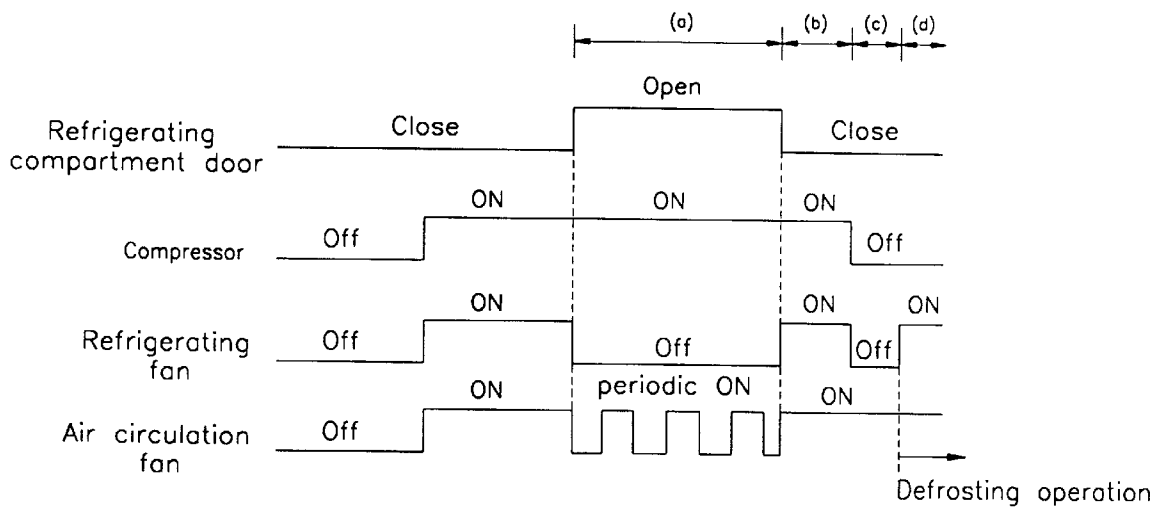 (a) (b) (c) (d)
Open
Close Close
Refrigerating
compartment door
ON ON ON
Off Off
Compressor
ON ON ON
Off Off Off
Refrigerating
fan
periodic ON
ON ON
Off
Air circulation
fan
Defrosting operation